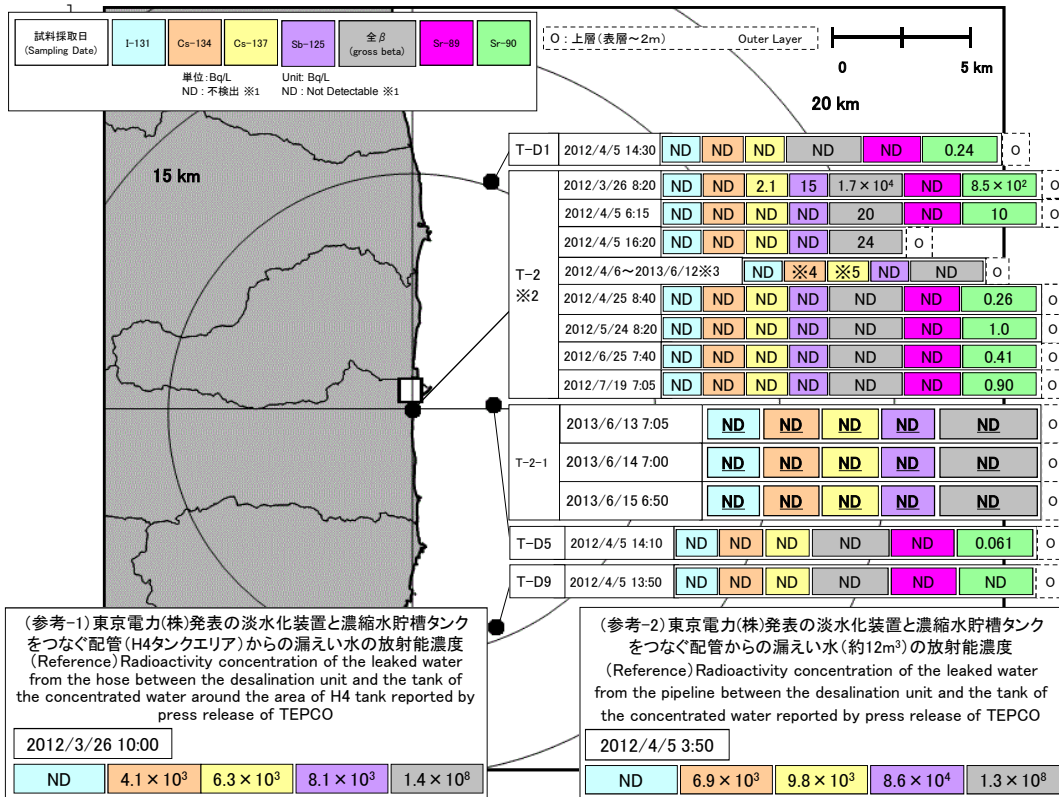 試料採取日
(Sampling Date)
I-131
Cs-134
Cs-137
Sb-125
全β
(gross beta)
Sr-89
Sr-90
単位:Bq/L
Unit: Bq/L
ND : 不検出 ※1
ND : Not Detectable ※1
O : 上層(表層～2m) Outer Layer
0 5 km
20 km
15 km
T-D1 2012/4/5 14:30 ND ND ND ND ND 0.24 O
T-2
※2
2012/3/26 8:20 ND ND 2.1 15 1.7×10⁴ ND 8.5×10² O
2012/4/5 6:15 ND ND ND ND 20 ND 10 O
2012/4/5 16:20 ND ND ND ND 24 O
2012/4/6～2013/6/12※3 ND ※4 ※5 ND ND O
2012/4/25 8:40 ND ND ND ND ND ND 0.26 O
2012/5/24 8:20 ND ND ND ND ND ND 1.0 O
2012/6/25 7:40 ND ND ND ND ND ND 0.41 O
2012/7/19 7:05 ND ND ND ND ND ND 0.90 O
T-2-1
2013/6/13 7:05 ND ND ND ND ND O
2013/6/14 7:00 ND ND ND ND ND O
2013/6/15 6:50 ND ND ND ND ND O
T-D5 2012/4/5 14:10 ND ND ND ND ND 0.061 O
T-D9 2012/4/5 13:50 ND ND ND ND ND ND O
(参考-1)東京電力(株)発表の淡水化装置と濃縮水貯槽タンク
をつなぐ配管(H4タンクエリア)からの漏えい水の放射能濃度
(Reference)Radioactivity concentration of the leaked water
from the hose between the desalination unit and the tank of
the concentrated water around the area of H4 tank reported by
press release of TEPCO
2012/3/26 10:00
ND 4.1×10³ 6.3×10³ 8.1×10³ 1.4×10⁸
(参考-2)東京電力(株)発表の淡水化装置と濃縮水貯槽タンク
をつなぐ配管からの漏えい水(約12m³)の放射能濃度
(Reference)Radioactivity concentration of the leaked water
from the pipeline between the desalination unit and the tank of
the concentrated water reported by press release of TEPCO
2012/4/5 3:50
ND 6.9×10³ 9.8×10³ 8.6×10⁴ 1.3×10⁸